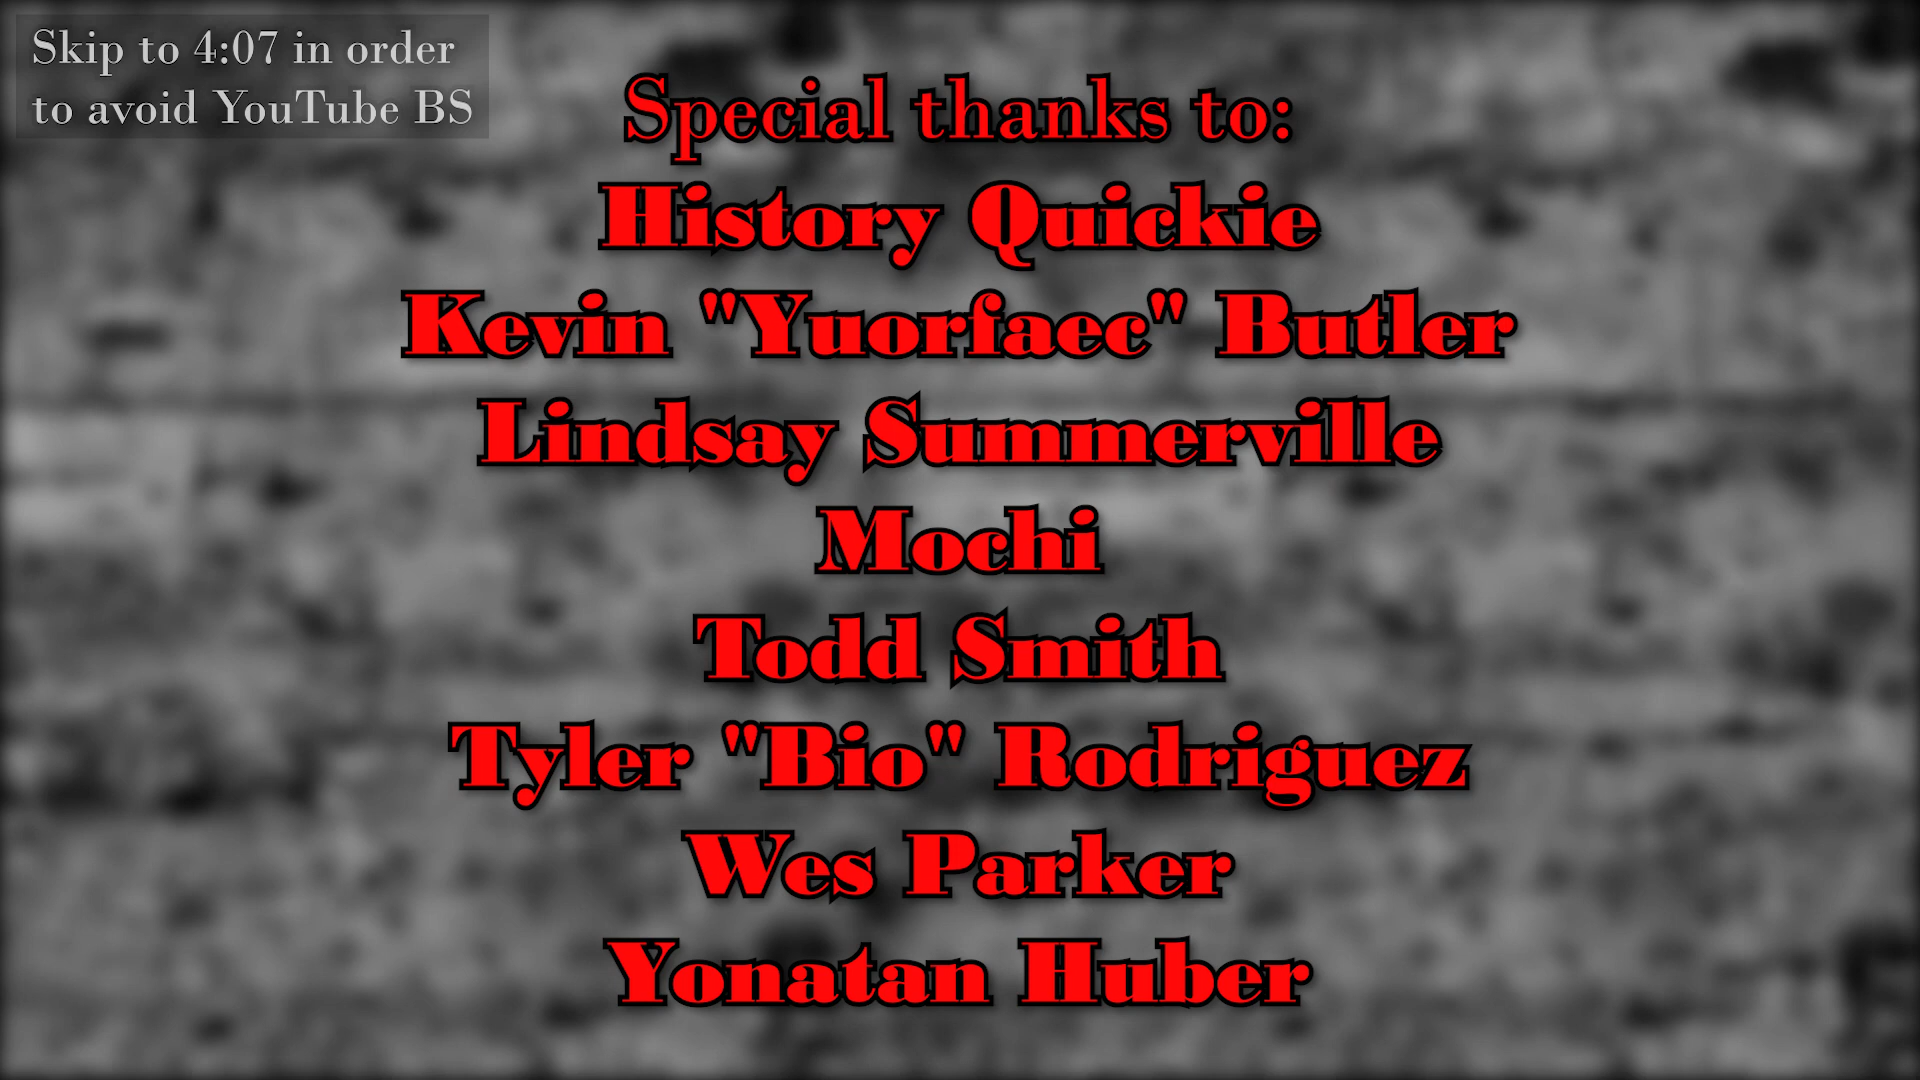 Skip to 4:07 in order
to avoid YouTube BS
Special thanks to:
History Quickie
Kevin "Yuorfaec" Butler
Lindsay Summerville
Mochi
Todd Smith
Tyler "Bio" Rodriguez
Wes Parker
Yonatan Huber